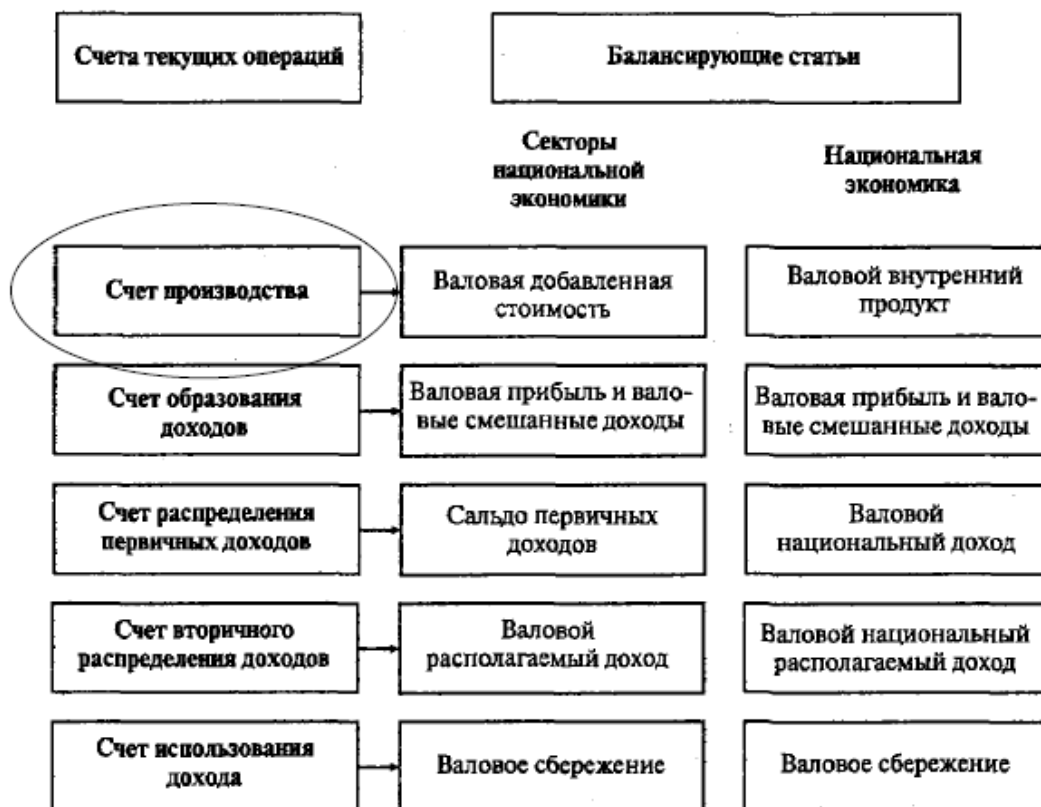 Счета текущих операций
Балансирующие статьи
Секторы
национальной
экономики
Национальная
экономика
Счет производства
Валовая добавленная
стоимость
Валовой внутренний
продукт
Счет образования
доходов
Валовая прибыль и вало-
вые смешанные доходы
Валовая прибыль и вало-
вые смешанные доходы
Счет распределения
первичных доходов
Сальдо первичных
доходов
Валовой
национальный доход
Счет вторичного
распределения доходов
Валовой
располагаемый доход
Валовой национальный
располагаемый доход
Счет использования
дохода
Валовое сбережение
Валовое сбережение